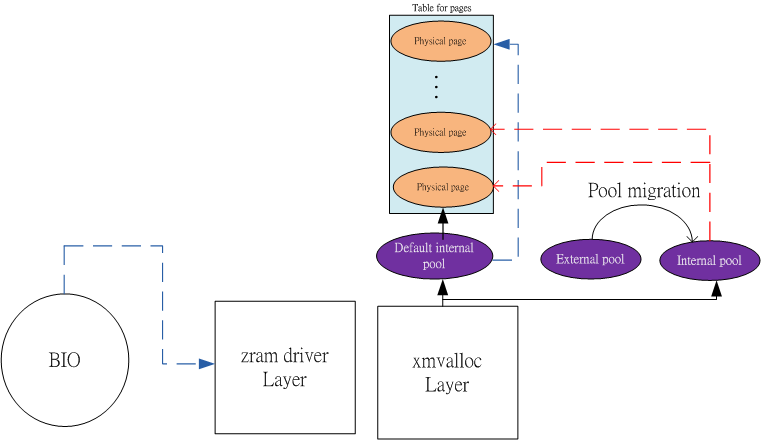 Table for pages
Physical page
Physical page
Physical page
Pool migration
Default internal
pool
External pool
Internal pool
BIO
zram driver
Layer
xmvalloc
Layer